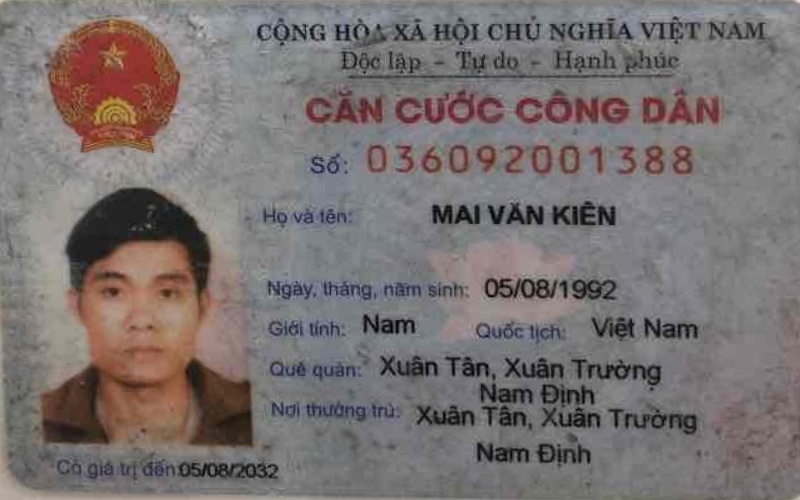 CỘNG HÒA XÃ HỘI CHỦ NGHĨA VIỆT NAM
Độc lập - Tự do - Hạnh phúc
CĂN CƯỚC CÔNG DÂN
Số: 036092001388
Họ và tên: MAI VĂN KIÊN
Ngày, tháng, năm sinh: 05/08/1992
Giới tính: Nam Quốc tịch: Việt Nam
Quê quán: Xuân Tân, Xuân Trường
Nam Định
Nơi thường trú: Xuân Tân, Xuân Trường
Nam Định
Có giá trị đến: 05/08/2032